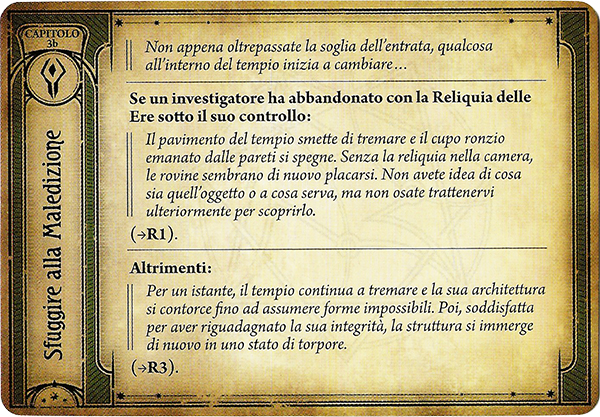 CAPITOLO
3b
Sfuggire alla Maledizione
Non appena oltrepassate la soglia dell'entrata, qualcosa
all'interno del tempio inizia a cambiare…
Se un investigatore ha abbandonato con la Reliquia delle
Ere sotto il suo controllo:
Il pavimento del tempio smette di tremare e il cupo ronzio
emanato dalle pareti si spegne. Senza la reliquia nella camera,
le rovine sembrano di nuovo placarsi. Non avete idea di cosa
sia quell'oggetto o a cosa serva, ma non osate trattenervi
ulteriormente per scoprirlo.
(→R1).
Altrimenti:
Per un istante, il tempio continua a tremare e la sua architettura
si contorce fino ad assumere forme impossibili. Poi, soddisfatta
per aver riguadagnato la sua integrità, la struttura si immerge
di nuovo in uno stato di torpore.
(→R3).